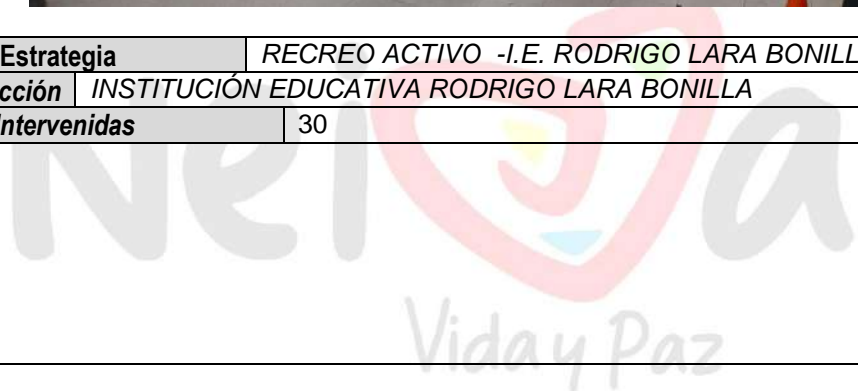 Estrategia RECREO ACTIVO -I.E. RODRIGO LARA BONILL
cción INSTITUCIÓN EDUCATIVA RODRIGO LARA BONILLA
Intervenidas 30
Neiva
Vida y Paz